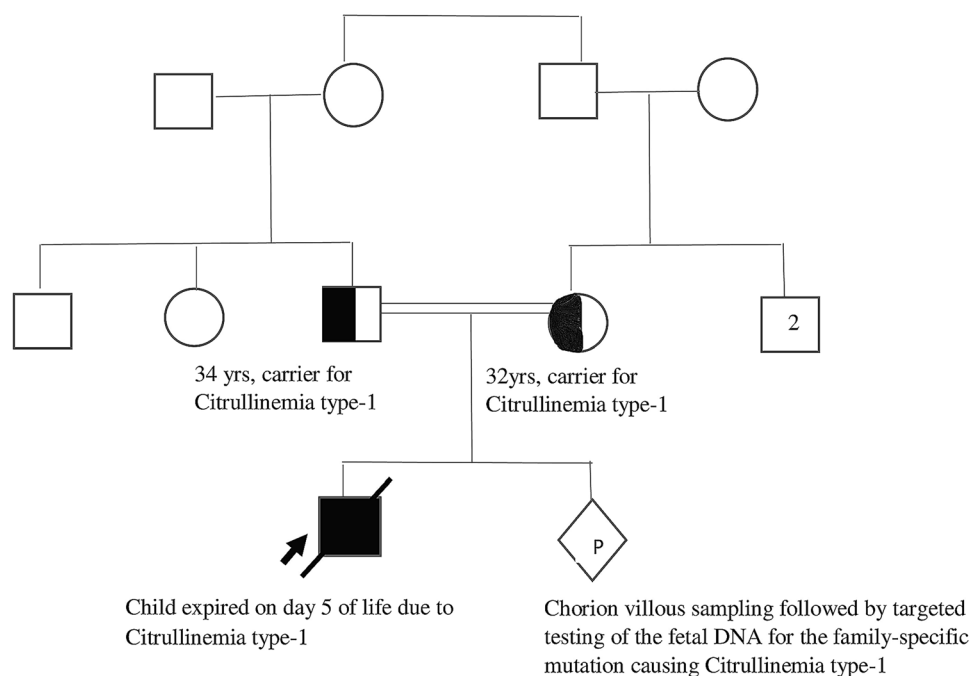 2
34 yrs, carrier for
Citrullinemia type-1
32yrs, carrier for
Citrullinemia type-1
P
Child expired on day 5 of life due to
Citrullinemia type-1
Chorion villous sampling followed by targeted
testing of the fetal DNA for the family-specific
mutation causing Citrullinemia type-1